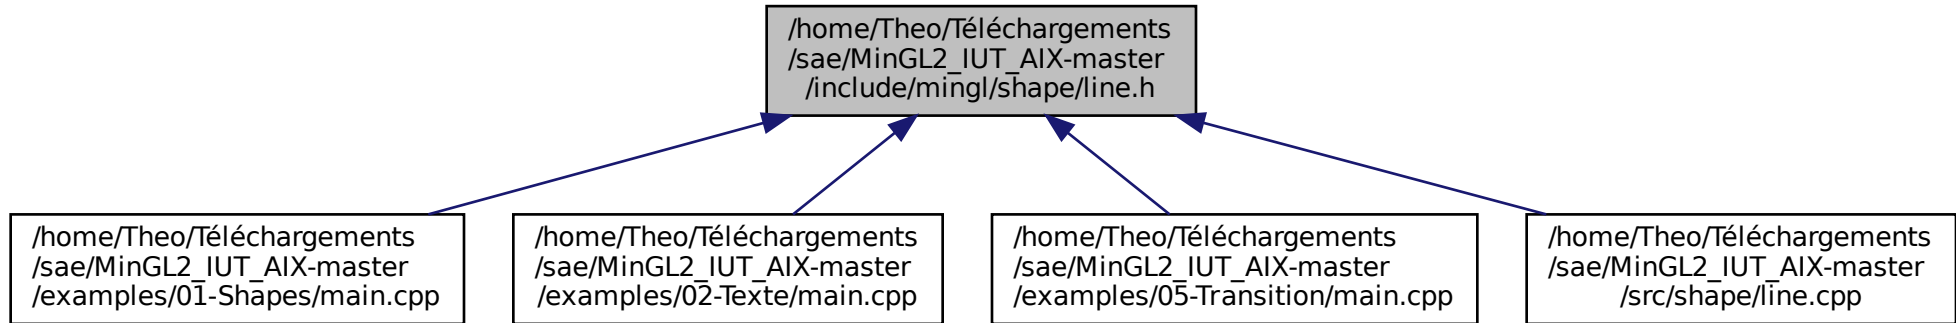 /home/Theo/Téléchargements
/sae/MinGL2_IUT_AIX-master
/include/mingl/shape/line.h
/home/Theo/Téléchargements
/sae/MinGL2_IUT_AIX-master
/examples/01-Shapes/main.cpp
/home/Theo/Téléchargements
/sae/MinGL2_IUT_AIX-master
/examples/02-Texte/main.cpp
/home/Theo/Téléchargements
/sae/MinGL2_IUT_AIX-master
/examples/05-Transition/main.cpp
/home/Theo/Téléchargements
/sae/MinGL2_IUT_AIX-master
/src/shape/line.cpp